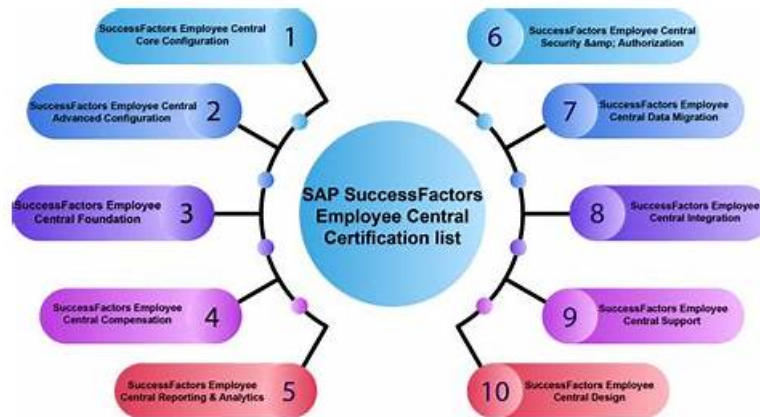 SuccessFactors Employee Central
Core Configuration
1
SuccessFactors Employee Central
Advanced Configuration
2
SuccessFactors Employee
Central Foundation
3
SuccessFactors Employee
Central Compensation
4
SuccessFactors Employee
Central Reporting & Analytics
5
SAP SuccessFactors
Employee Central
Certification list
6
SuccessFactors Employee Central
Security &amp; Authorization
7
SuccessFactors Employee
Central Data Migration
8
SuccessFactors Employee
Central Integration
9
SuccessFactors Employee
Central Support
10
SuccessFactors Employee
Central Design